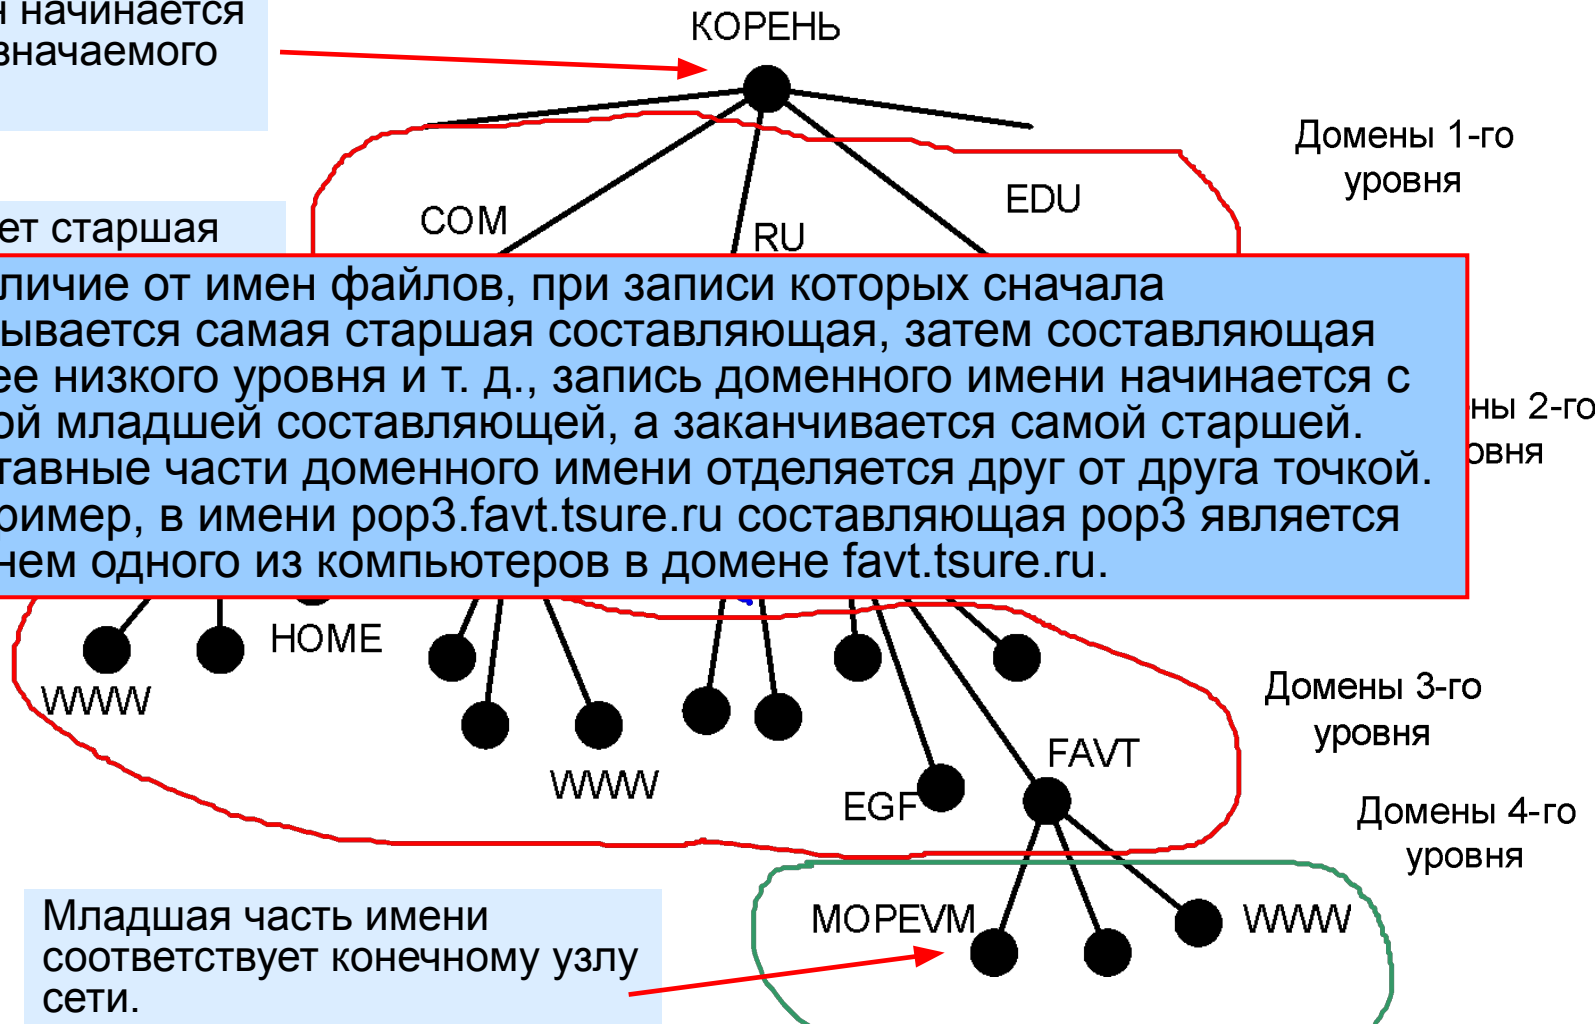 начинается
значаемого
КОРЕНЬ
Домены 1-го
уровня
COM
RU
EDU
ет старшая
личие от имен файлов, при записи которых сначала
ывается самая старшая составляющая, затем составляющая
ее низкого уровня и т. д., запись доменного имени начинается с
ой младшей составляющей, а заканчивается самой старшей.
тавные части доменного имени отделяется друг от друга точкой.
ример, в имени pop3.favt.tsure.ru составляющая pop3 является
нем одного из компьютеров в домене favt.tsure.ru.
ны 2-го
овня
HOME
WWW
WWW
Домены 3-го
уровня
FAVT
EGF
Домены 4-го
уровня
MOPEVM
WWW
Младшая часть имени
соответствует конечному узлу
сети.